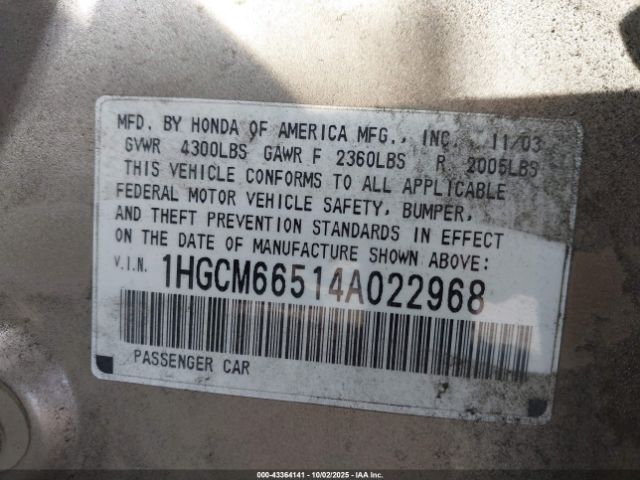 MFD. BY HONDA OF AMERICA MFG., INC. 11/03
GVWR 4300LBS GAWR F 2360LBS R 2005LBS
THIS VEHICLE CONFORMS TO ALL APPLICABLE
FEDERAL MOTOR VEHICLE SAFETY, BUMPER,
AND THEFT PREVENTION STANDARDS IN EFFECT
ON THE DATE OF MANUFACTURE SHOWN ABOVE:
V.I.N. 1HGCM66514A022968
PASSENGER CAR
000-43364141 - 10/02/2025 - IAA Inc.